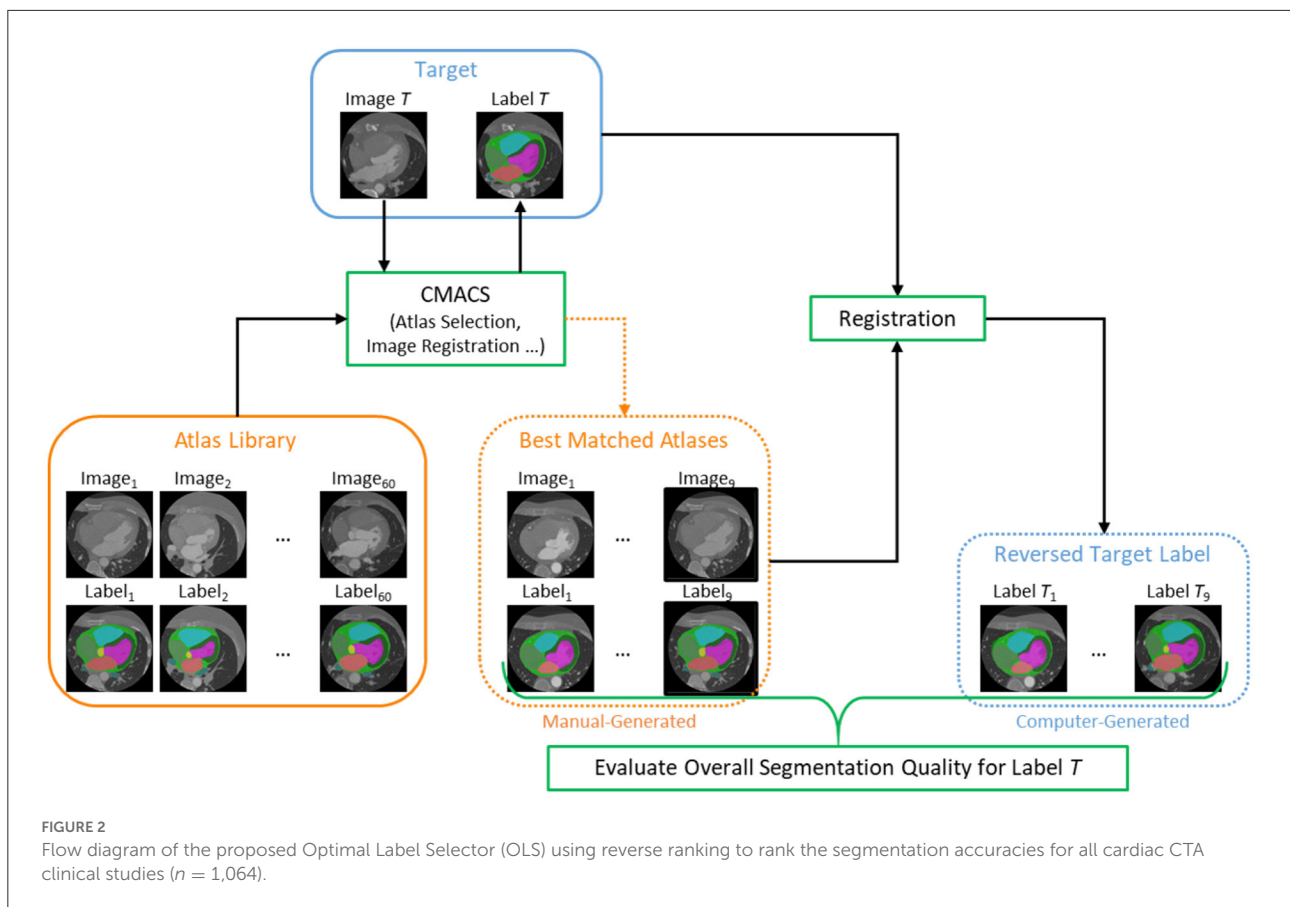 Target
Image T
Label T
CMACS
(Atlas Selection,
Image Registration ...)
Registration
Atlas Library
Image1
Image2
Image60
...
Label1
Label2
Label60
...
Best Matched Atlases
Image1
Image9
...
Label1
Label9
...
Manual-Generated
Reversed Target Label
Label T1
Label T9
...
Computer-Generated
Evaluate Overall Segmentation Quality for Label T
FIGURE 2
Flow diagram of the proposed Optimal Label Selector (OLS) using reverse ranking to rank the segmentation accuracies for all cardiac CTA
clinical studies (n = 1,064).